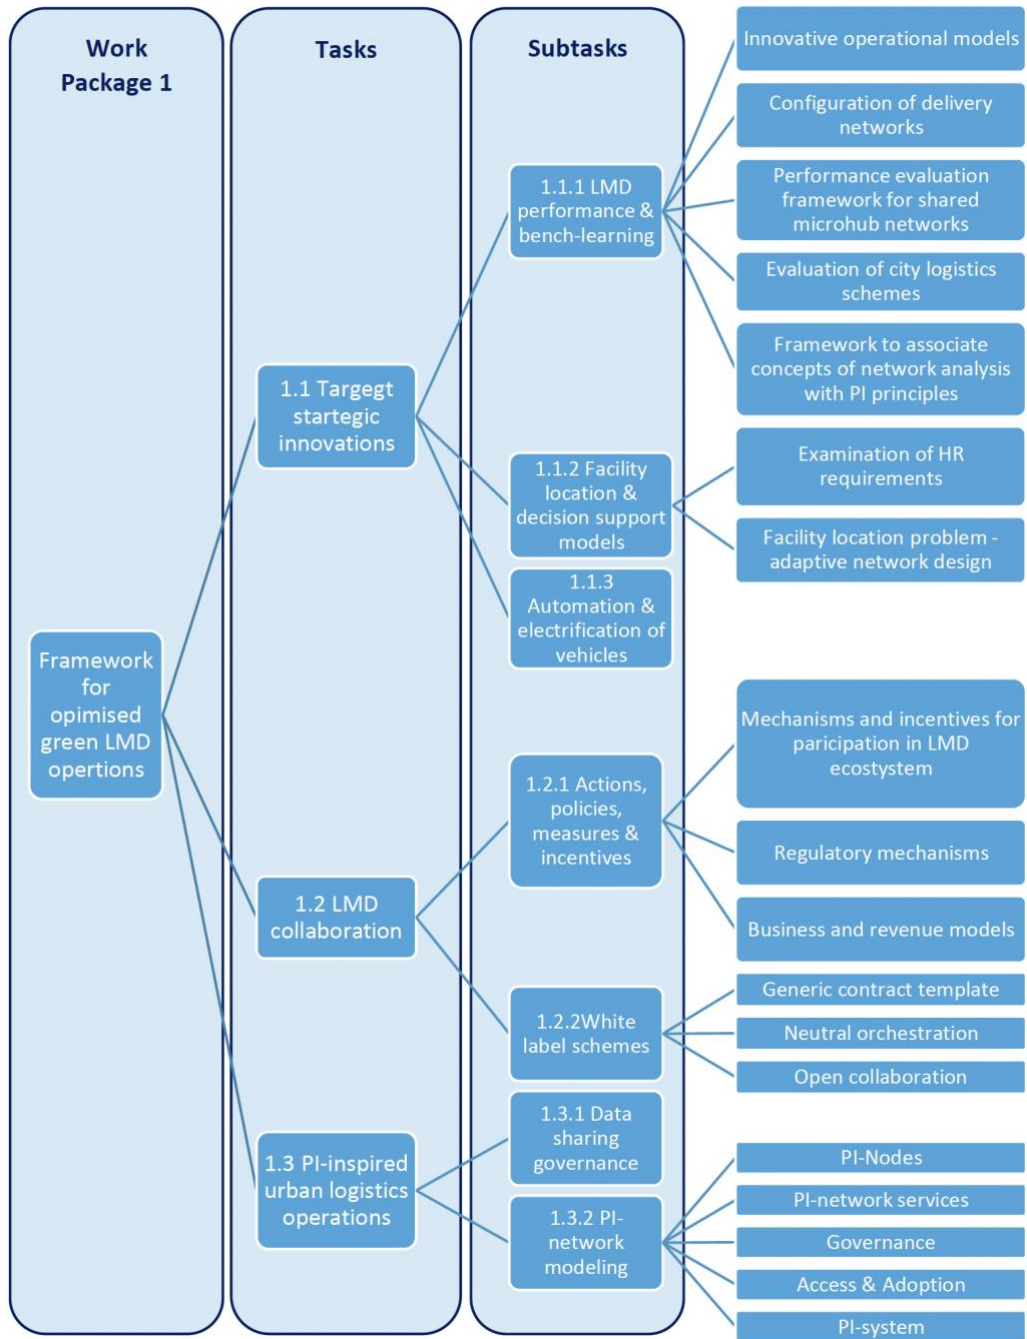 Work
Package 1
Tasks
Subtasks
Framework
for
opimised
green LMD
opertions
1.1 Targegt
startegic
innovations
1.2 LMD
collaboration
1.3 PI-inspired
urban logistics
operations
1.1.1 LMD
performance &
bench-learning
1.1.2 Facility
location &
decision support
models
1.1.3
Automation &
electrification of
vehicles
1.2.1 Actions,
policies,
measures &
incentives
1.2.2White
label schemes
1.3.1 Data
sharing
governance
1.3.2 PI-
network
modeling
Innovative operational models
Configuration of delivery
networks
Performance evaluation
framework for shared
microhub networks
Evaluation of city logistics
schemes
Framework to associate
concepts of network analysis
with PI principles
Examination of HR
requirements
Facility location problem -
adaptive network design
Mechanisms and incentives for
paricipation in LMD
ecostystem
Regulatory mechanisms
Business and revenue models
Generic contract template
Neutral orchestration
Open collaboration
PI-Nodes
PI-network services
Governance
Access & Adoption
PI-system